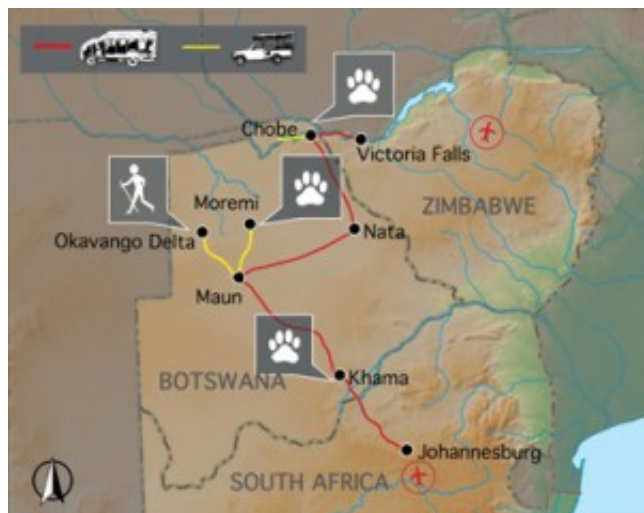 Chobe
Victoria Falls
Moremi
ZIMBABWE
Okavango Delta
Nata
Maun
BOTSWANA
Khama
Johannesburg
SOUTH AFRICA